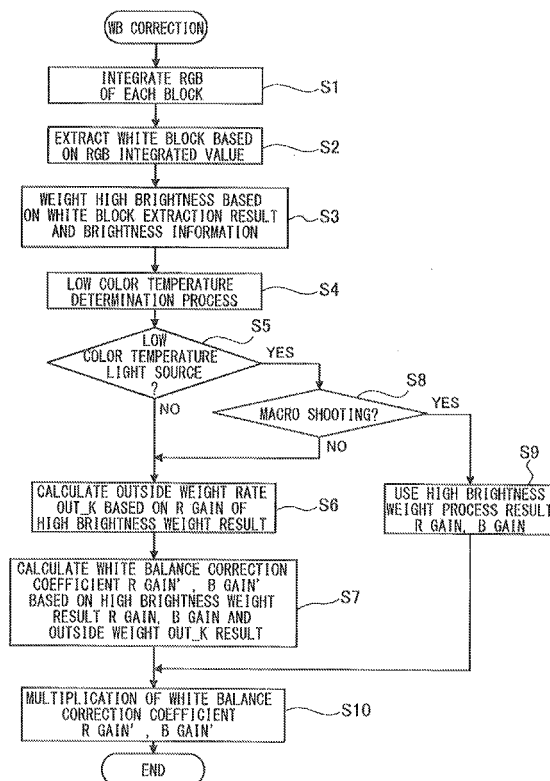 WB CORRECTION
INTEGRATE RGB
OF EACH BLOCK
S1
EXTRACT WHITE BLOCK BASED
ON RGB INTEGRATED VALUE
S2
WEIGHT HIGH BRIGHTNESS BASED
ON WHITE BLOCK EXTRACTION RESULT
AND BRIGHTNESS INFORMATION
S3
LOW COLOR TEMPERATURE
DETERMINATION PROCESS
S4
LOW
COLOR TEMPERATURE
LIGHT SOURCE
?
S5
YES
NO
MACRO SHOOTING?
S8
YES
NO
CALCULATE OUTSIDE WEIGHT RATE
OUT_K BASED ON R GAIN OF
HIGH BRIGHTNESS WEIGHT RESULT
S6
USE HIGH BRIGHTNESS
WEIGHT PROCESS RESULT
R GAIN, B GAIN
S9
CALCULATE WHITE BALANCE CORRECTION
COEFFICIENT R GAIN', B GAIN'
BASED ON HIGH BRIGHTNESS WEIGHT
RESULT R GAIN, B GAIN AND
OUTSIDE WEIGHT OUT_K RESULT
S7
MULTIPLICATION OF WHITE BALANCE
CORRECTION COEFFICIENT
R GAIN', B GAIN'
S10
END